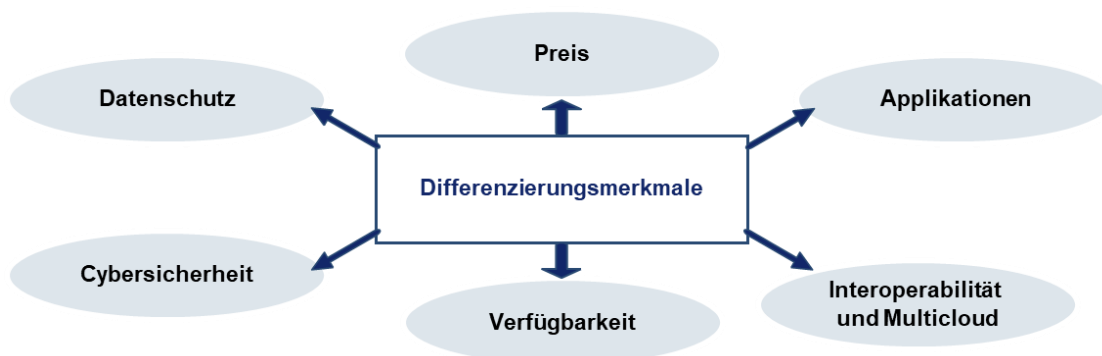 Preis
Datenschutz
Applikationen
Differenzierungsmerkmale
Cybersicherheit
Verfügbarkeit
Interoperabilität
und Multicloud